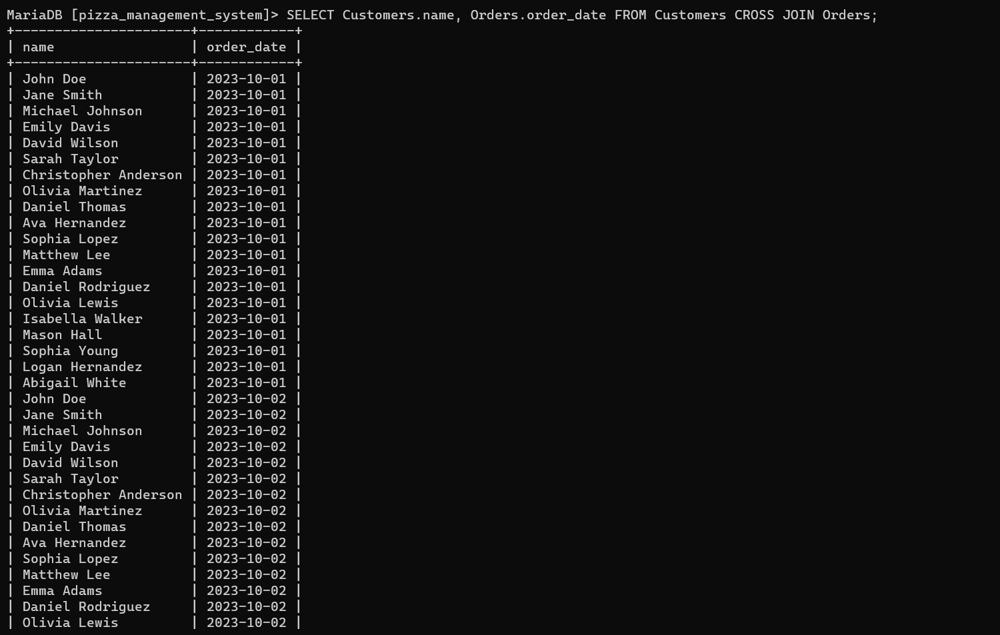 MariaDB [pizza_management_system]> SELECT Customers.name, Orders.order_date FROM Customers CROSS JOIN Orders;
+----------------------+------------+
| name                 | order_date |
+----------------------+------------+
| John Doe             | 2023-10-01 |
| Jane Smith           | 2023-10-01 |
| Michael Johnson      | 2023-10-01 |
| Emily Davis          | 2023-10-01 |
| David Wilson         | 2023-10-01 |
| Sarah Taylor         | 2023-10-01 |
| Christopher Anderson | 2023-10-01 |
| Olivia Martinez      | 2023-10-01 |
| Daniel Thomas        | 2023-10-01 |
| Ava Hernandez        | 2023-10-01 |
| Sophia Lopez         | 2023-10-01 |
| Matthew Lee          | 2023-10-01 |
| Emma Adams           | 2023-10-01 |
| Daniel Rodriguez     | 2023-10-01 |
| Olivia Lewis         | 2023-10-01 |
| Isabella Walker      | 2023-10-01 |
| Mason Hall           | 2023-10-01 |
| Sophia Young         | 2023-10-01 |
| Logan Hernandez      | 2023-10-01 |
| Abigail White        | 2023-10-01 |
| John Doe             | 2023-10-02 |
| Jane Smith           | 2023-10-02 |
| Michael Johnson      | 2023-10-02 |
| Emily Davis          | 2023-10-02 |
| David Wilson         | 2023-10-02 |
| Sarah Taylor         | 2023-10-02 |
| Christopher Anderson | 2023-10-02 |
| Olivia Martinez      | 2023-10-02 |
| Daniel Thomas        | 2023-10-02 |
| Ava Hernandez        | 2023-10-02 |
| Sophia Lopez         | 2023-10-02 |
| Matthew Lee          | 2023-10-02 |
| Emma Adams           | 2023-10-02 |
| Daniel Rodriguez     | 2023-10-02 |
| Olivia Lewis         | 2023-10-02 |